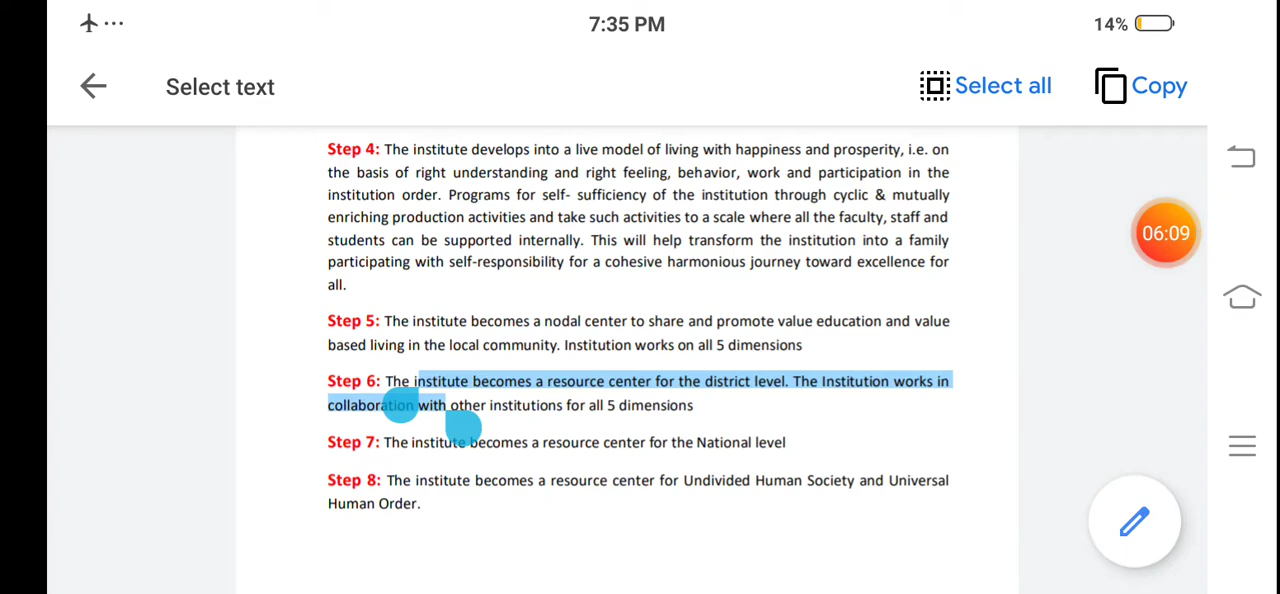 7:35 PM
14%
Select text
Select all
Copy
Step 4: The institute develops into a live model of living with happiness and prosperity, i.e. on
the basis of right understanding and right feeling, behavior, work and participation in the
institution order. Programs for self- sufficiency of the institution through cyclic & mutually
enriching production activities and take such activities to a scale where all the faculty, staff and
students can be supported internally. This will help transform the institution into a family
participating with self-responsibility for a cohesive harmonious journey toward excellence for
all.
06:09
Step 5: The institute becomes a nodal center to share and promote value education and value
based living in the local community. Institution works on all 5 dimensions
Step 6: The institute becomes a resource center for the district level. The Institution works in
collaboration with other institutions for all 5 dimensions
Step 7: The institute becomes a resource center for the National level
Step 8: The institute becomes a resource center for Undivided Human Society and Universal
Human Order.